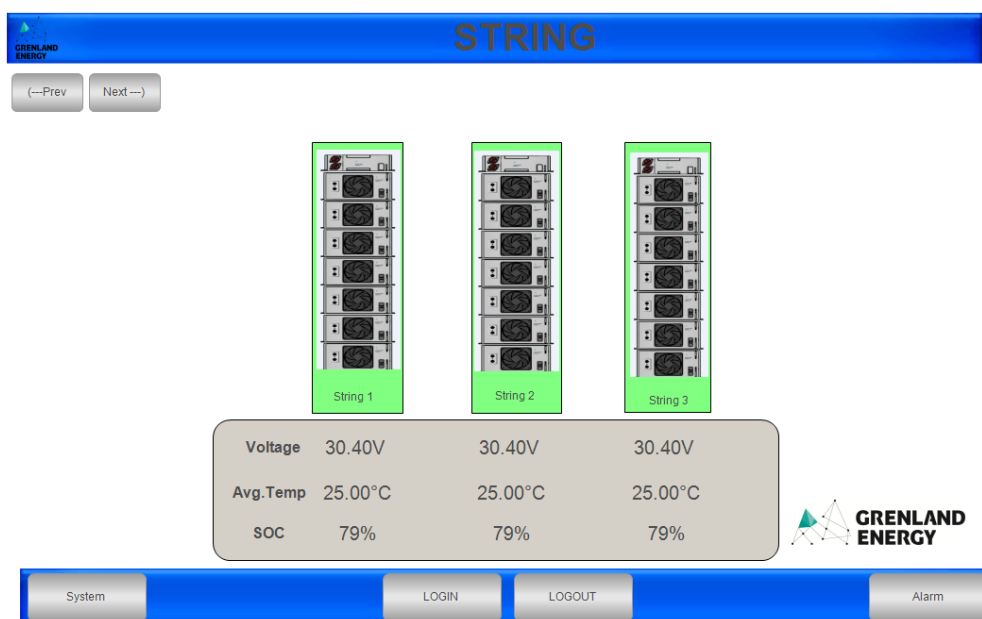 GRENLAND
ENERGY
STRING
(---Prev
Next ---)
String 1
String 2
String 3
Voltage 30.40V 30.40V 30.40V
Avg.Temp 25.00°C 25.00°C 25.00°C
SOC 79% 79% 79%
GRENLAND
ENERGY
System
LOGIN
LOGOUT
Alarm